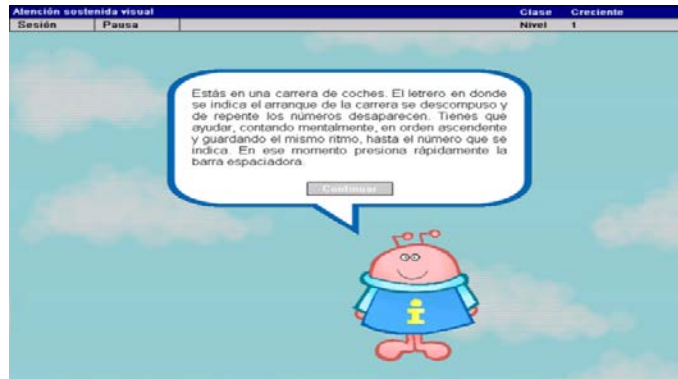 Atención sostenida visual Clase Creciente
Sesión Pausa Nivel 1
Estás en una carrera de coches. El letrero en donde
se indica el arranque de la carrera se descompuso y
de repente los números desaparecen. Tienes que
ayudar, contando mentalmente, en orden ascendente
y guardando el mismo ritmo, hasta el número que se
indica. En ese momento presiona rápidamente la
barra espaciadora.
Continuar
i